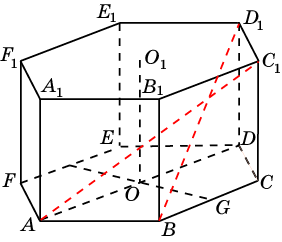 E₁ D₁
F₁ O₁ C₁
A₁ B₁
E D
F O C
G
A B